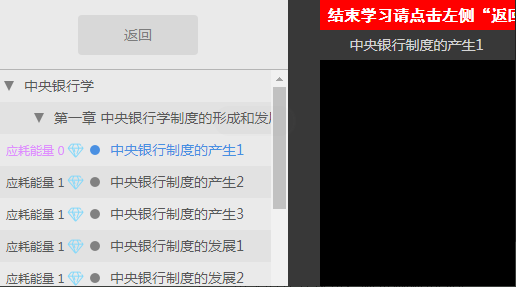 返回
结束学习请点击左侧“返
中央银行制度的产生1
中央银行学
第一章 中央银行学制度的形成和发
应耗能量 0 中央银行制度的产生1
应耗能量 1 中央银行制度的产生2
应耗能量 1 中央银行制度的产生3
应耗能量 1 中央银行制度的发展1
应耗能量 1 中央银行制度的发展2